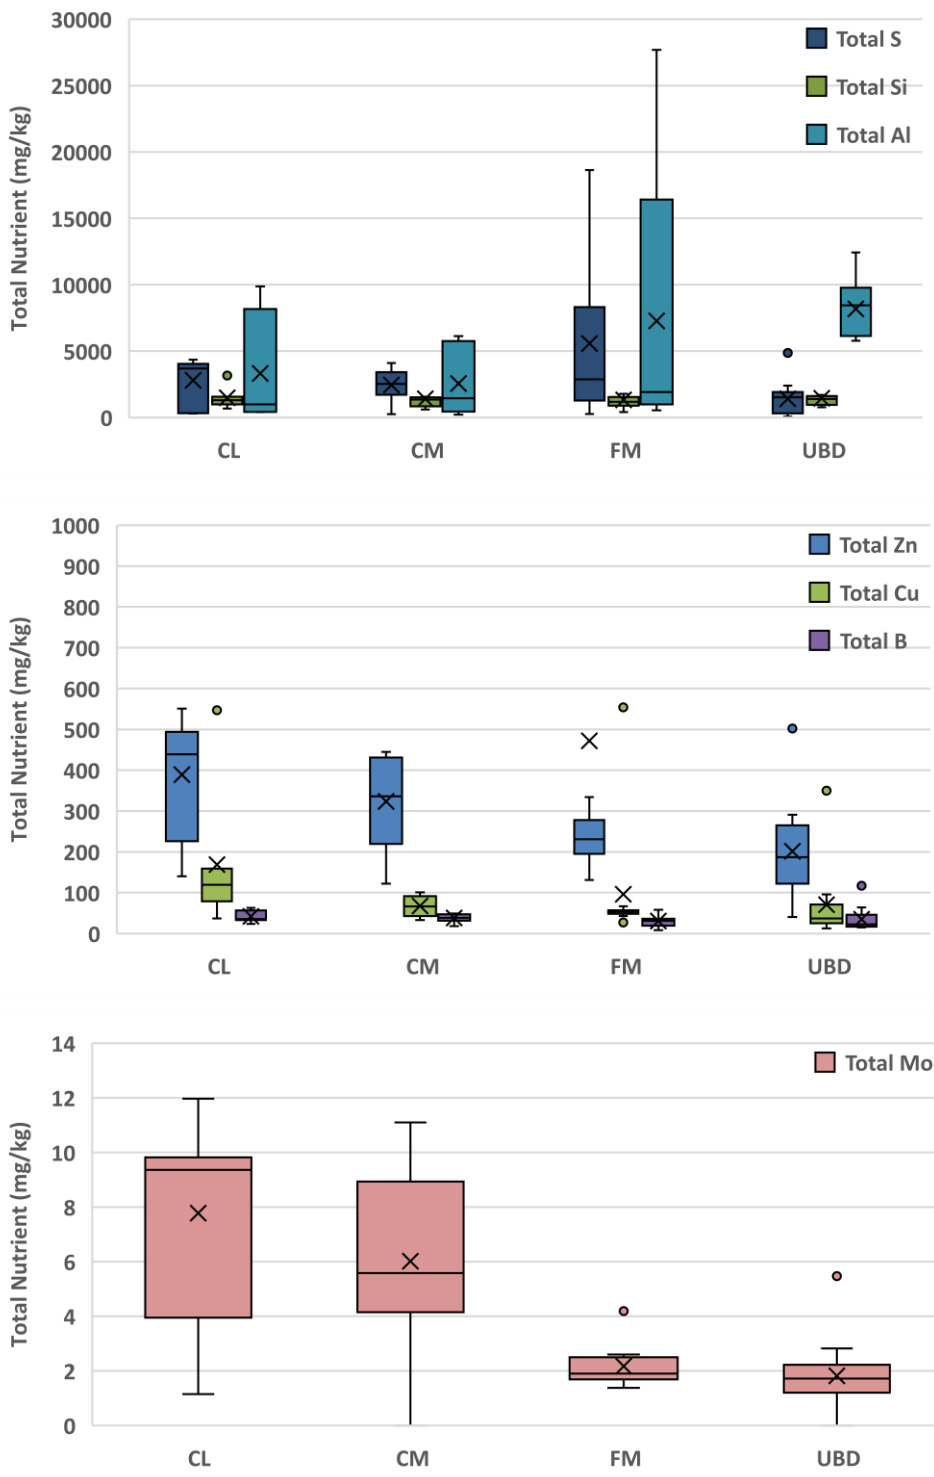 Total Nutrient (mg/kg)
30000
25000
20000
15000
10000
5000
0
Total S
Total Si
Total Al
CL CM FM UBD
Total Nutrient (mg/kg)
1000
900
800
700
600
500
400
300
200
100
0
Total Zn
Total Cu
Total B
CL CM FM UBD
Total Nutrient (mg/kg)
14
12
10
8
6
4
2
0
Total Mo
CL CM FM UBD